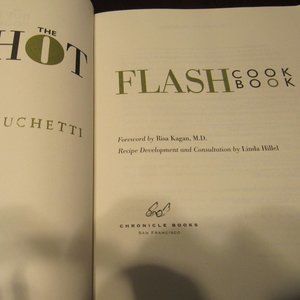 THE
HOT
UCHETTI
FLASH COOK
BOOK
Foreword by Risa Kagan, M.D.
Recipe Development and Consultation by Linda Hillel
CHRONICLE BOOKS
SAN FRANCISCO